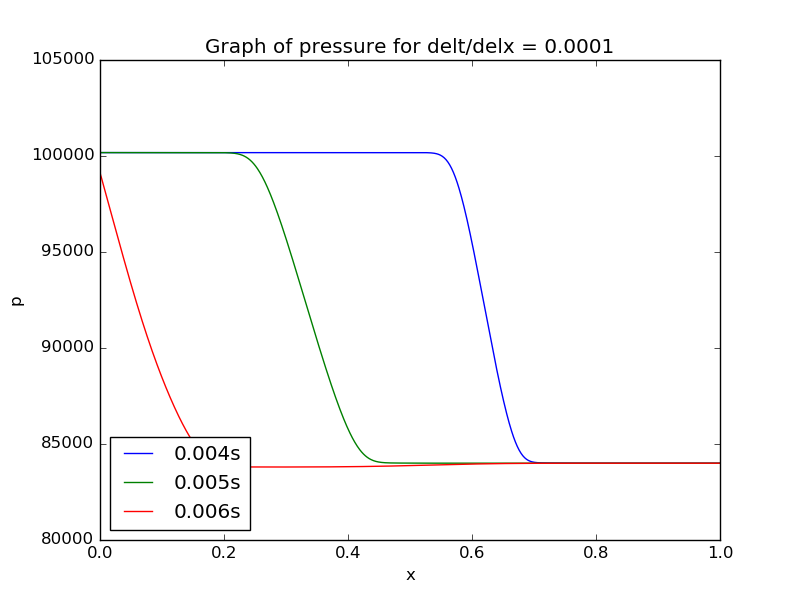 Graph of pressure for delt/delx = 0.0001
105000
100000
95000
90000
85000
80000
p
0.004s
0.005s
0.006s
0.0 0.2 0.4 0.6 0.8 1.0
x